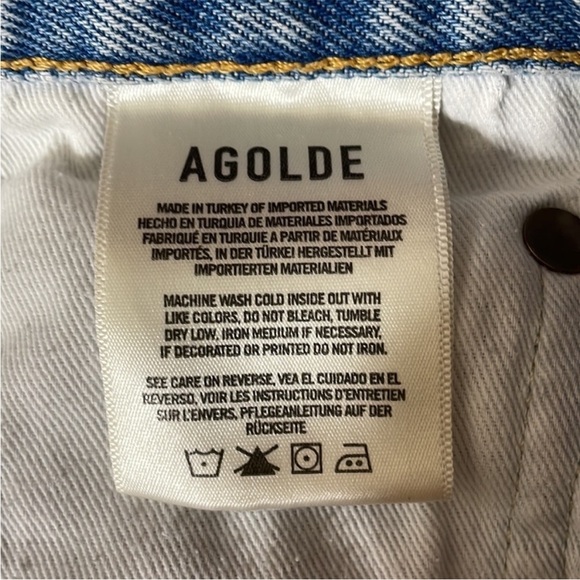 AGOLDE
MADE IN TURKEY OF IMPORTED MATERIALS
HECHO EN TURQUIA DE MATERIALES IMPORTADOS
FABRIQUÉ EN TURQUIE A PARTIR DE MATÉRIAUX
IMPORTÉS, IN DER TÜRKEI HERGESTELLT MIT
IMPORTIERTEN MATERIALIEN
MACHINE WASH COLD INSIDE OUT WITH
LIKE COLORS, DO NOT BLEACH, TUMBLE
DRY LOW, IRON MEDIUM IF NECESSARY,
IF DECORATED OR PRINTED DO NOT IRON.
SEE CARE ON REVERSE, VEA EL CUIDADO EN EL
REVERSO, VOIR LES INSTRUCTIONS D'ENTRETIEN
SUR L'ENVERS, PFLEGEANLEITUNG AUF DER
RÜCKSEITE